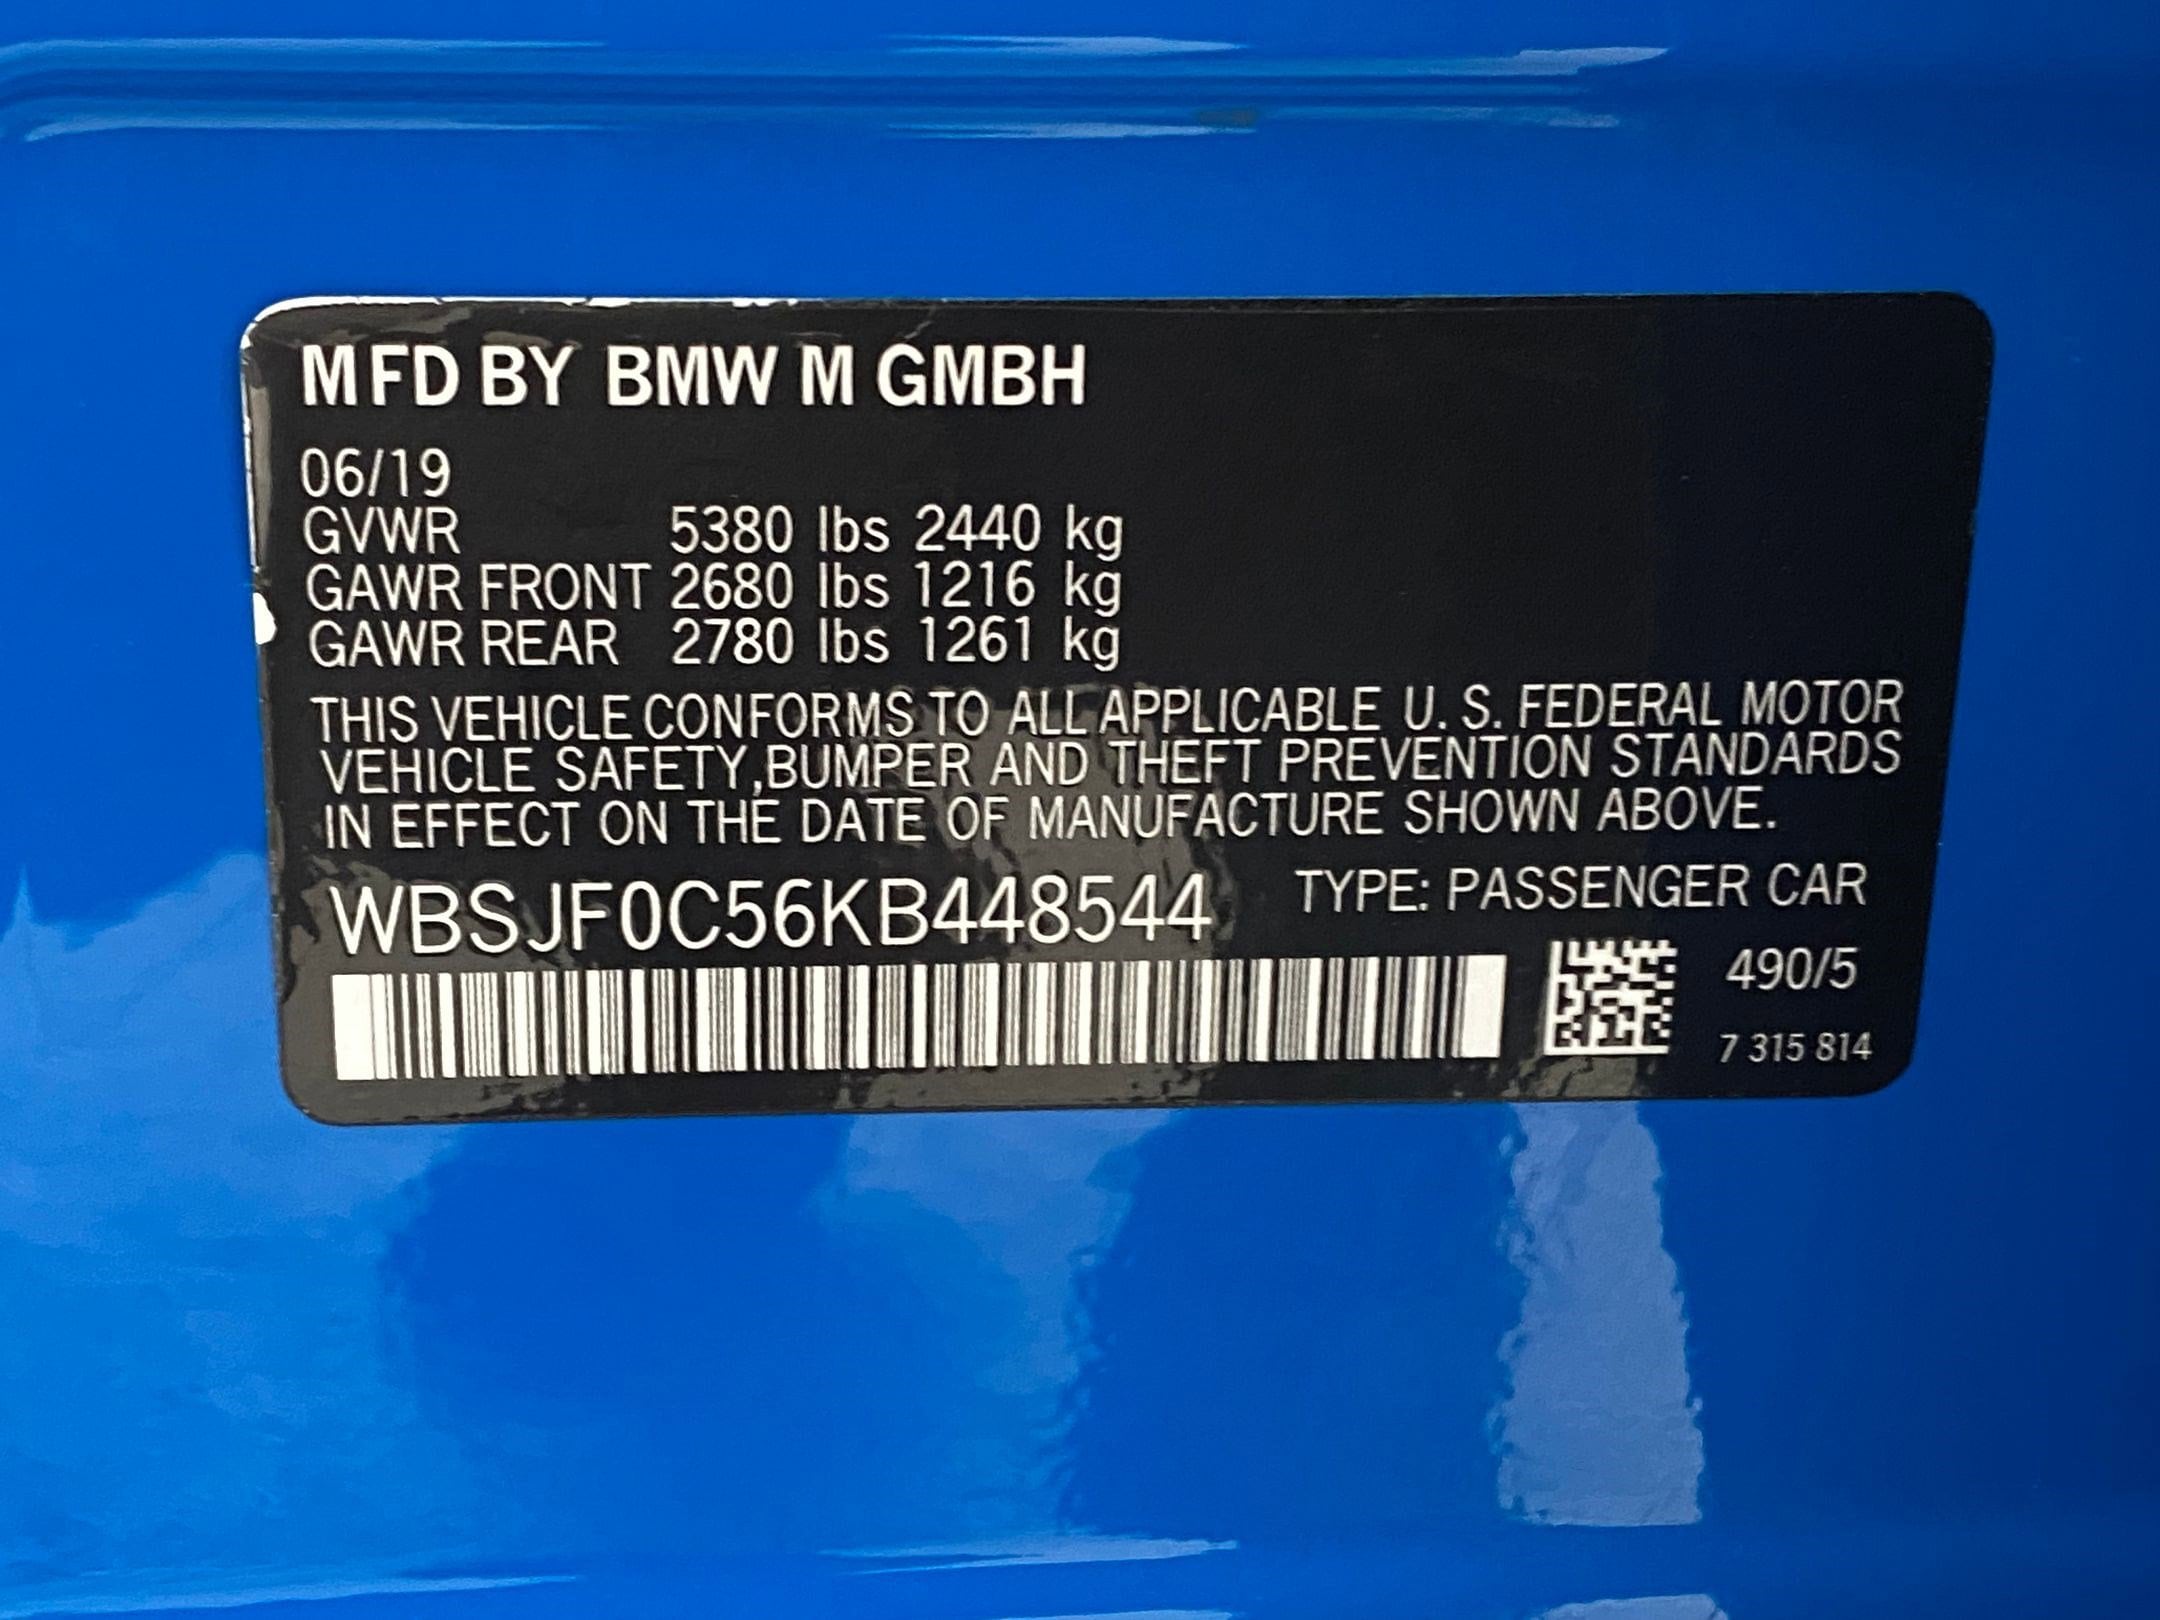 MFD BY BMW M GMBH
06/19
GVWR 5380 lbs 2440 kg
GAWR FRONT 2680 lbs 1216 kg
GAWR REAR 2780 lbs 1261 kg
THIS VEHICLE CONFORMS TO ALL APPLICABLE U.S. FEDERAL MOTOR
VEHICLE SAFETY,BUMPER AND THEFT PREVENTION STANDARDS
IN EFFECT ON THE DATE OF MANUFACTURE SHOWN ABOVE.
WBSJF0C56KB448544 TYPE: PASSENGER CAR
490/5
7 315 814